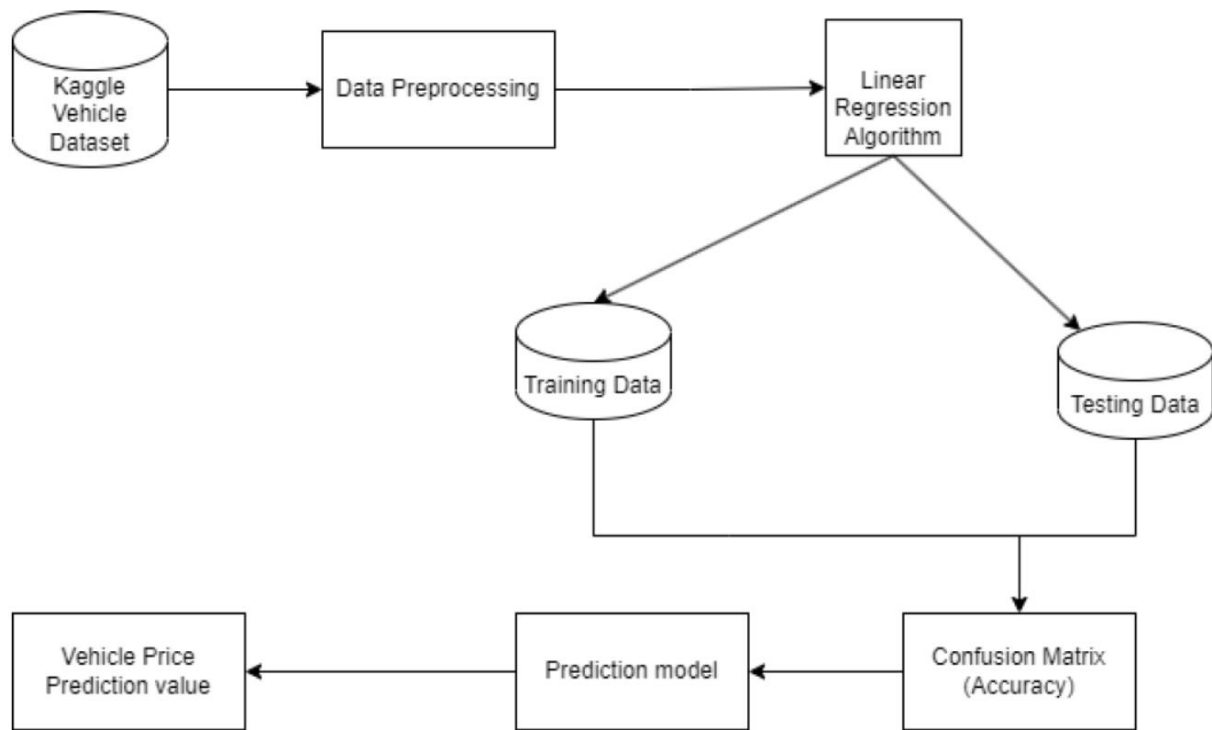 Kaggle
Vehicle
Dataset
Data Preprocessing
Linear
Regression
Algorithm
Training Data
Testing Data
Vehicle Price
Prediction value
Prediction model
Confusion Matrix
(Accuracy)